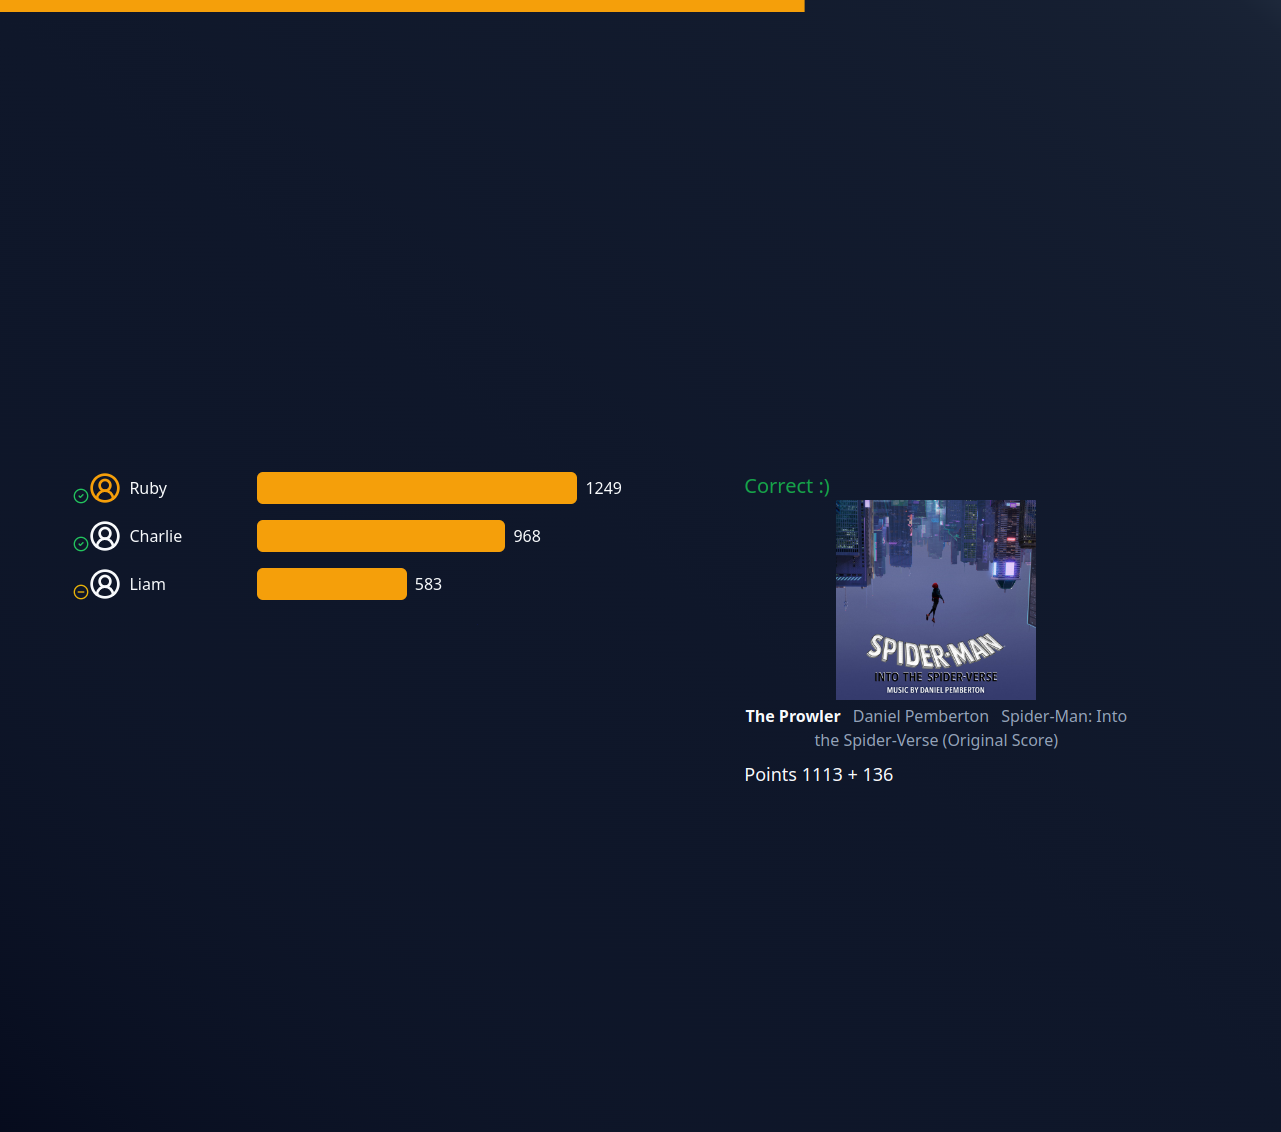 Ruby 1249
Charlie 968
Liam 583
Correct :)
SPIDER-MAN
INTO THE SPIDER-VERSE
MUSIC BY DANIEL PEMBERTON
The Prowler Daniel Pemberton Spider-Man: Into
the Spider-Verse (Original Score)
Points 1113 + 136